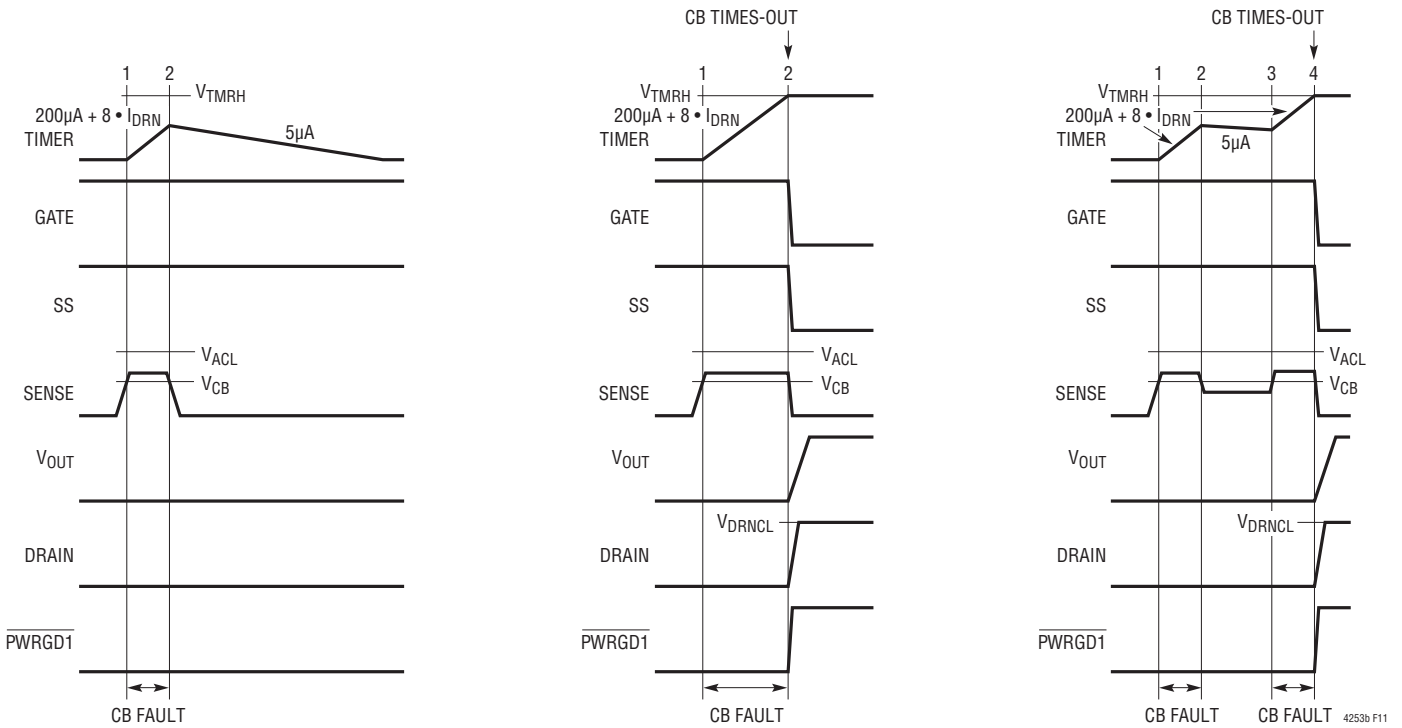 1 2
V_TMRH
200µA + 8 • I_DRN
TIMER
5µA
GATE
SS
V_ACL
V_CB
SENSE
V_OUT
DRAIN
PWRGD1
CB FAULT
CB TIMES-OUT
1 2
V_TMRH
200µA + 8 • I_DRN
TIMER
GATE
SS
V_ACL
V_CB
SENSE
V_OUT
V_DRNCL
DRAIN
PWRGD1
CB FAULT
CB TIMES-OUT
1 2 3 4
V_TMRH
200µA + 8 • I_DRN
TIMER
5µA
GATE
SS
V_ACL
V_CB
SENSE
V_OUT
V_DRNCL
DRAIN
PWRGD1
CB FAULT CB FAULT
4253b F11